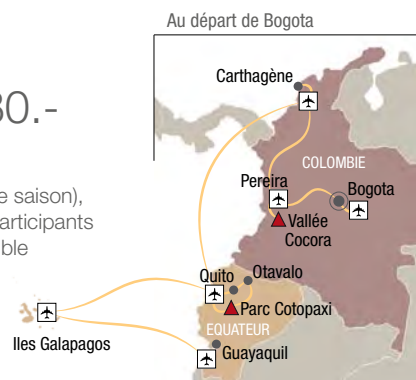 Au départ de Bogota
30.-
e saison),
articipants
ble
Carthagène
COLOMBIE
Pereira
Bogota
Vallée
Cocora
Quito
Otavalo
Parc Cotopaxi
EQUATEUR
Iles Galapagos
Guayaquil